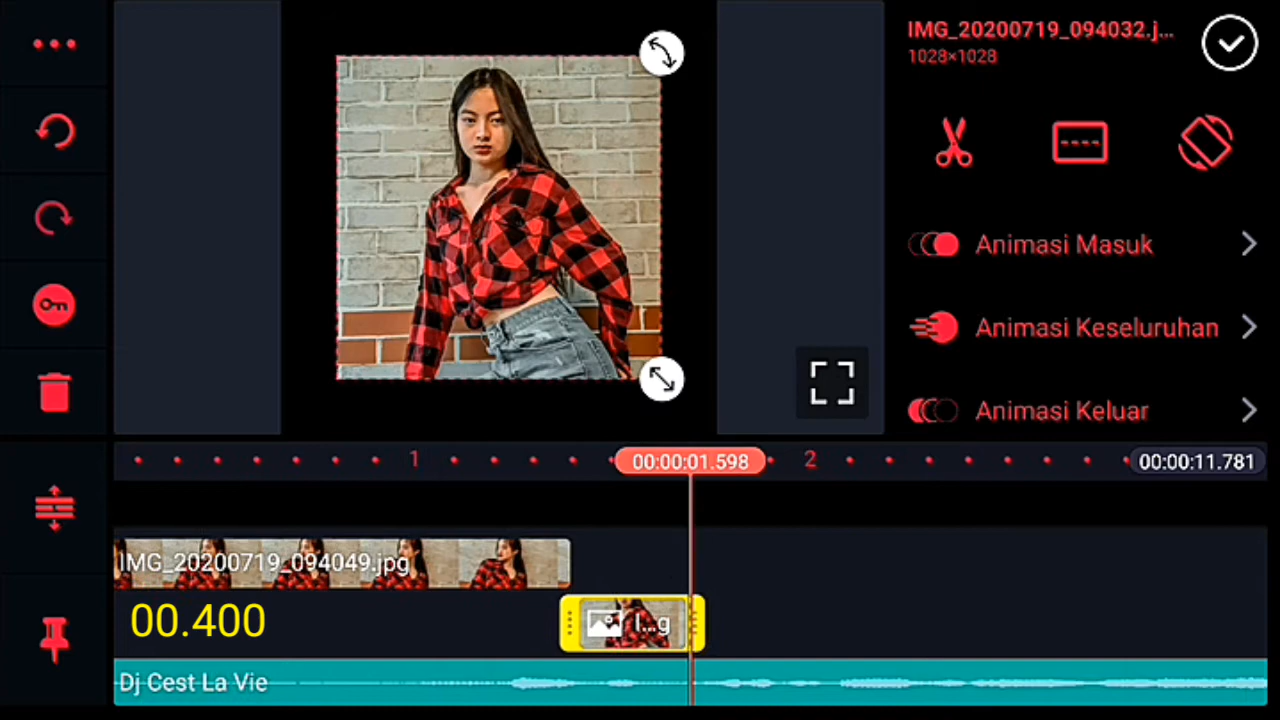 IMG_20200719_094032.j...
1028×1028
Animasi Masuk
Animasi Keseluruhan
Animasi Keluar
1
00:00:01.598
2
00:00:11.781
IMG_20200719_094049.jpg
00.400
I...g
Dj Cest La Vie